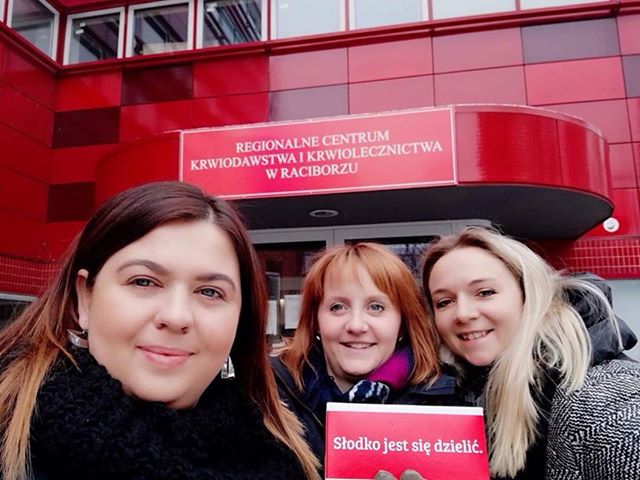 REGIONALNE CENTRUM
KRWIODAWSTWA I KRWIOLECZNICTWA
W RACIBORZU
Słodko jest się dzielić.